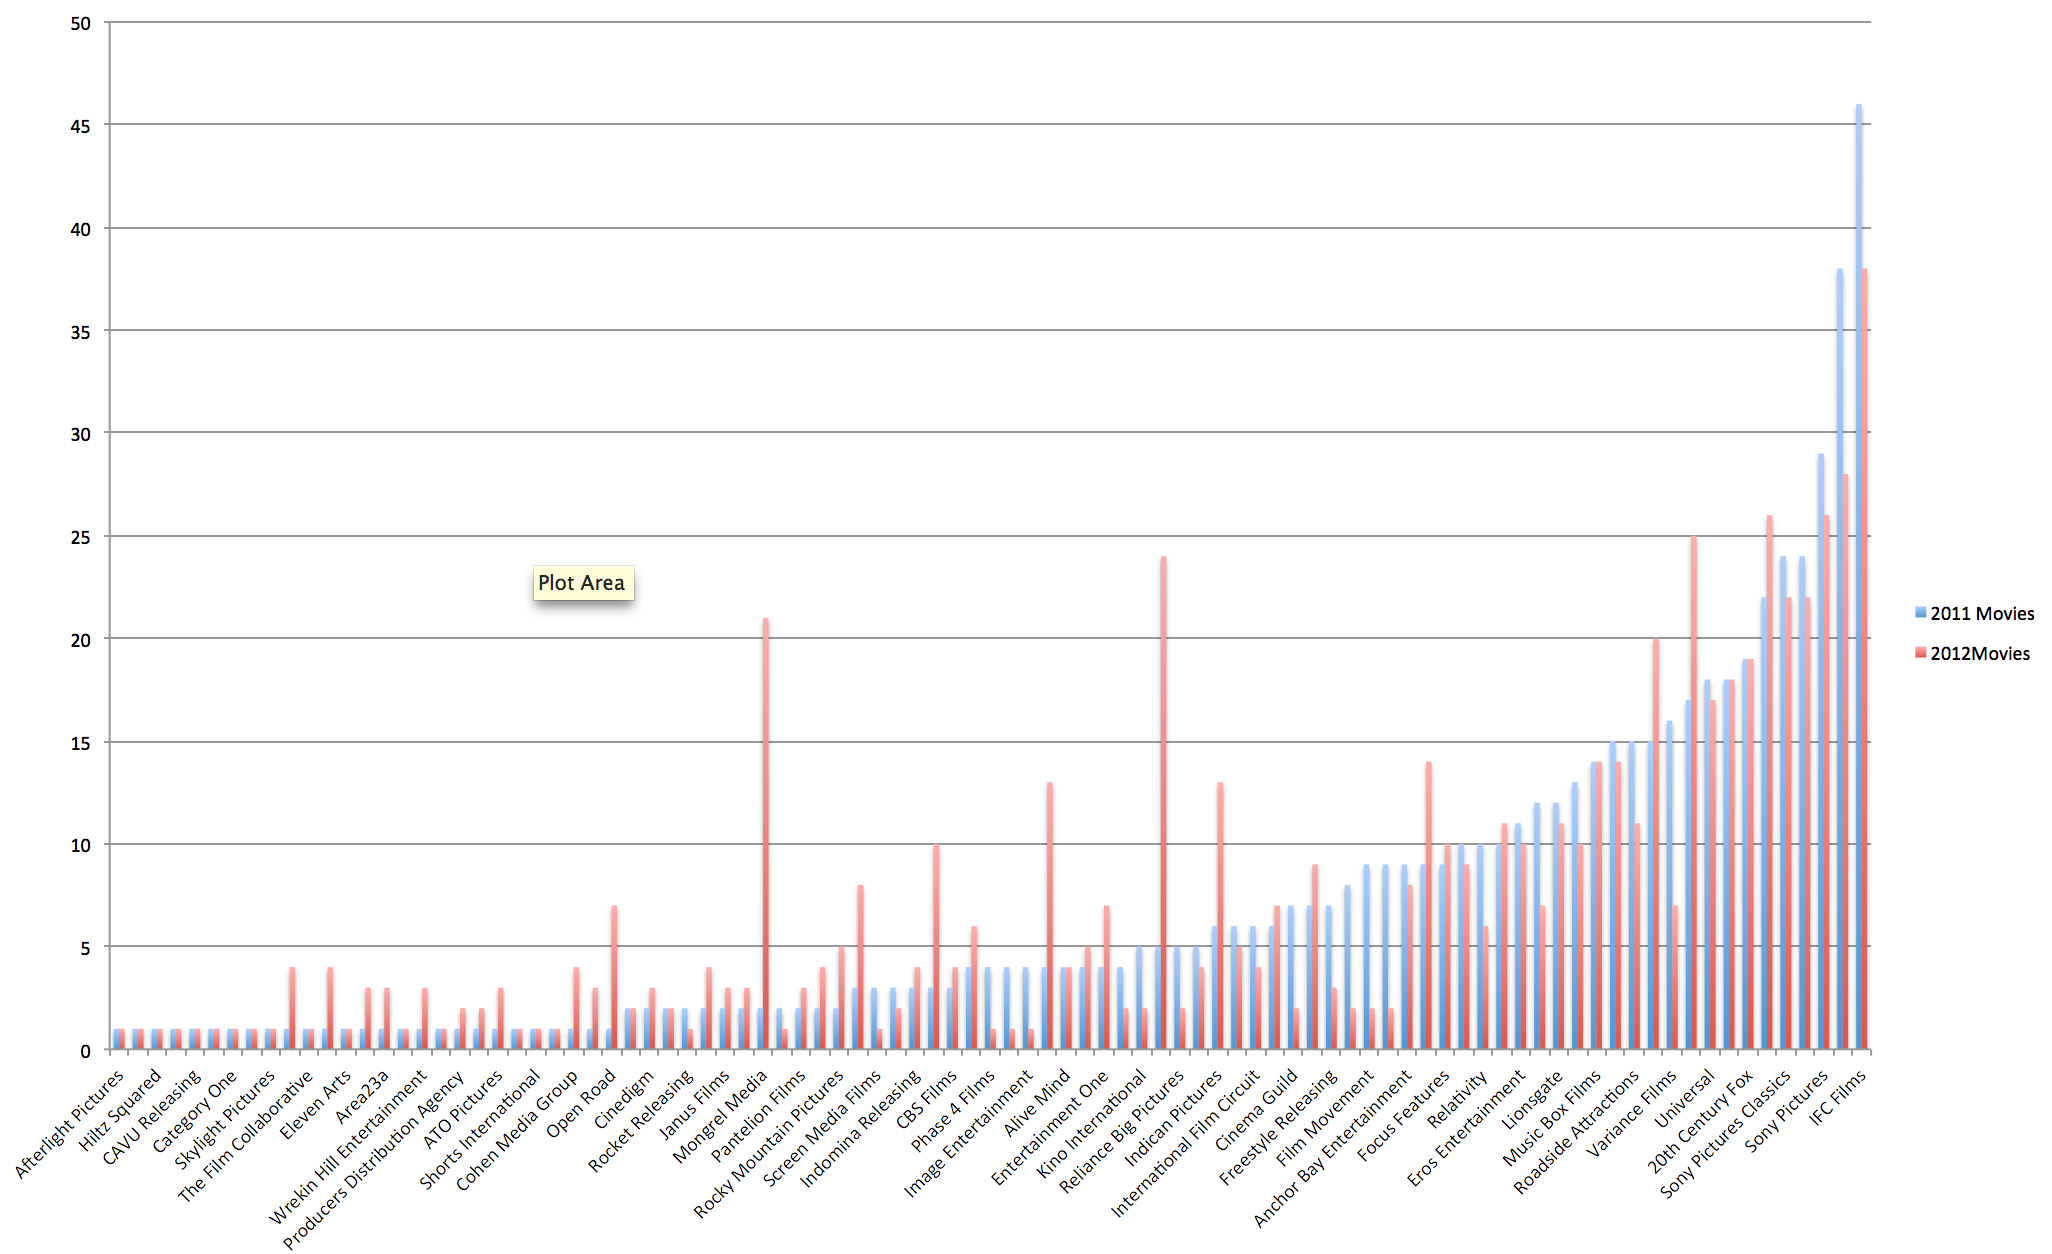 50
45
40
35
30
25
20
15
10
5
0
Plot Area
2011 Movies
2012Movies
Afterlight Pictures
Hiltz Squared
CAVU Releasing
Category One
Skylight Pictures
The Film Collaborative
Eleven Arts
Area23a
Wrekin Hill Entertainment
Producers Distribution Agency
ATO Pictures
Shorts International
Cohen Media Group
Open Road
Cinedigm
Rocket Releasing
Janus Films
Mongrel Media
Pantelion Films
Rocky Mountain Pictures
Screen Media Films
Indomina Releasing
CBS Films
Phase 4 Films
Image Entertainment
Alive Mind
Entertainment One
Kino International
Reliance Big Pictures
Indican Pictures
International Film Circuit
Cinema Guild
Freestyle Releasing
Film Movement
Anchor Bay Entertainment
Focus Features
Relativity
Eros Entertainment
Lionsgate
Music Box Films
Roadside Attractions
Variance Films
Universal
20th Century Fox
Sony Pictures Classics
Sony Pictures
IFC Films